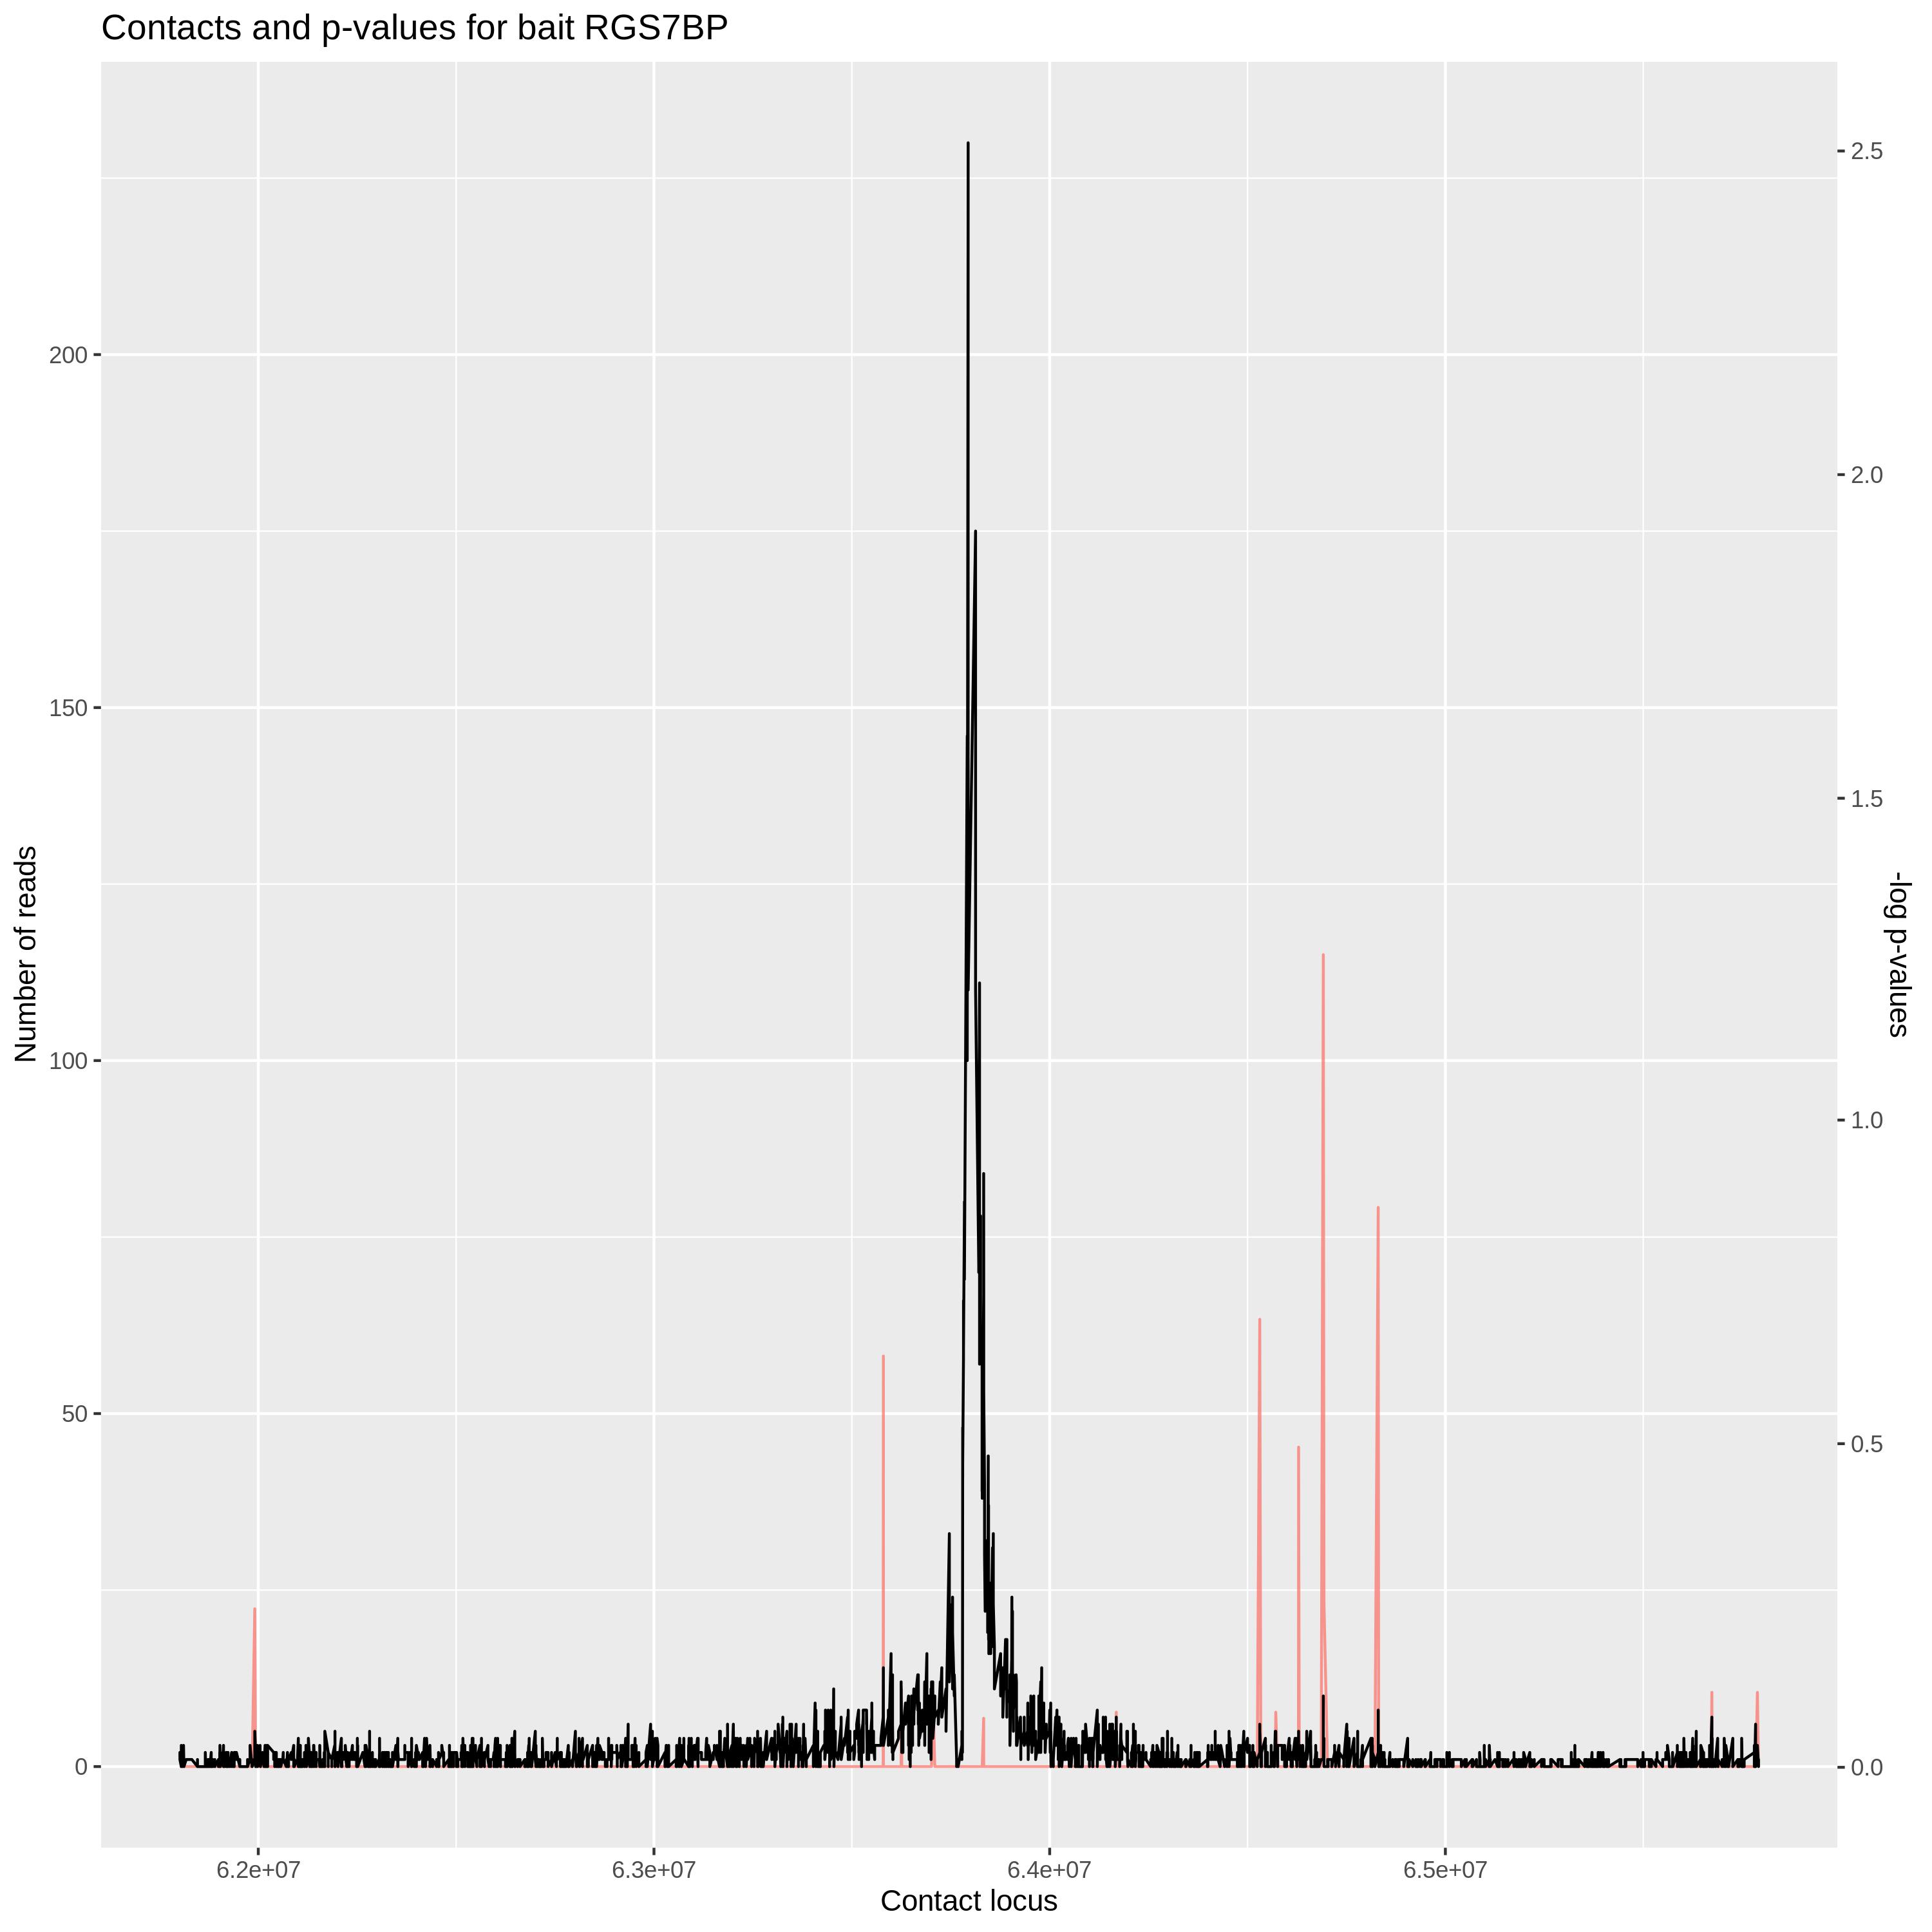 Contacts and p-values for bait RGS7BP
Number of reads
200
150
100
50
0
2.5
2.0
1.5
1.0
0.5
0.0
-log p-values
6.2e+07
6.3e+07
6.4e+07
6.5e+07
Contact locus